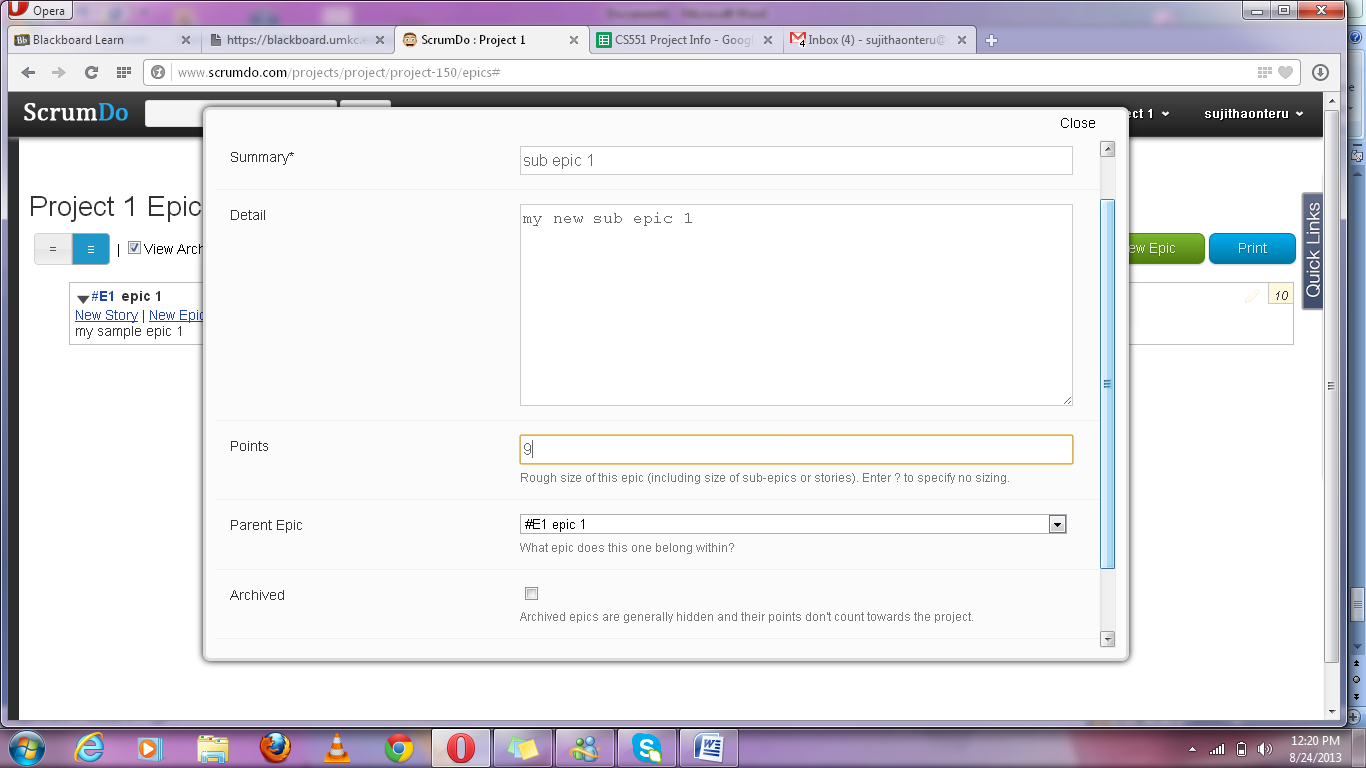 Opera
Blackboard Learn
https://blackboard.umkc.e
ScrumDo : Project 1
CS551 Project Info - Goog
Inbox (4) - sujithaonteru@
www.scrumdo.com/projects/project/project-150/epics#
ScrumDo
ect 1
sujithaonteru
Close
Summary*
sub epic 1
Project 1 Epic
Detail
my new sub epic 1
View Arch
ew Epic
Print
Quick Links
#E1 epic 1
10
New Story | New Epic
my sample epic 1
Points
9
Rough size of this epic (including size of sub-epics or stories). Enter ? to specify no sizing.
Parent Epic
#E1 epic 1
What epic does this one belong within?
Archived
Archived epics are generally hidden and their points don't count towards the project.
12:20 PM
8/24/2013